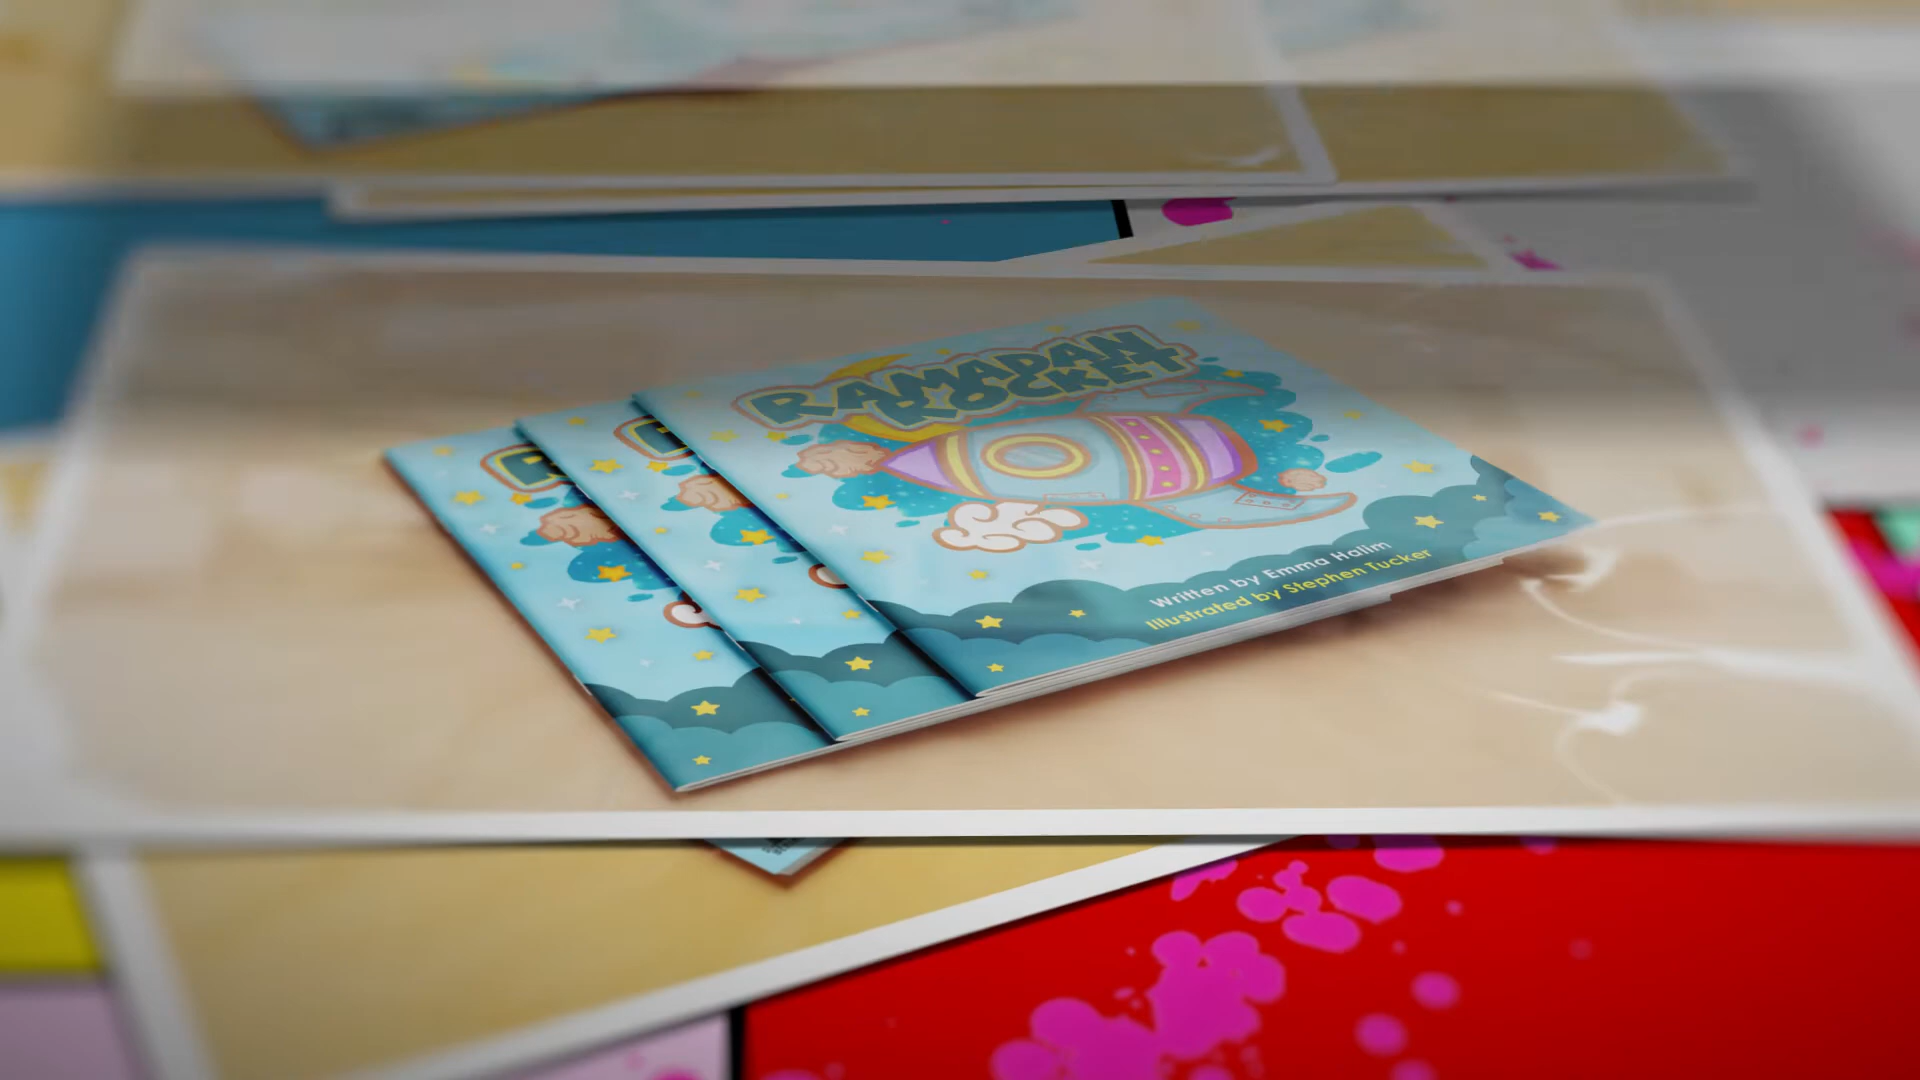 RAMADAN
ROCKET
Written by Emma Halim
Illustrated by Stephen Tucker
R
R